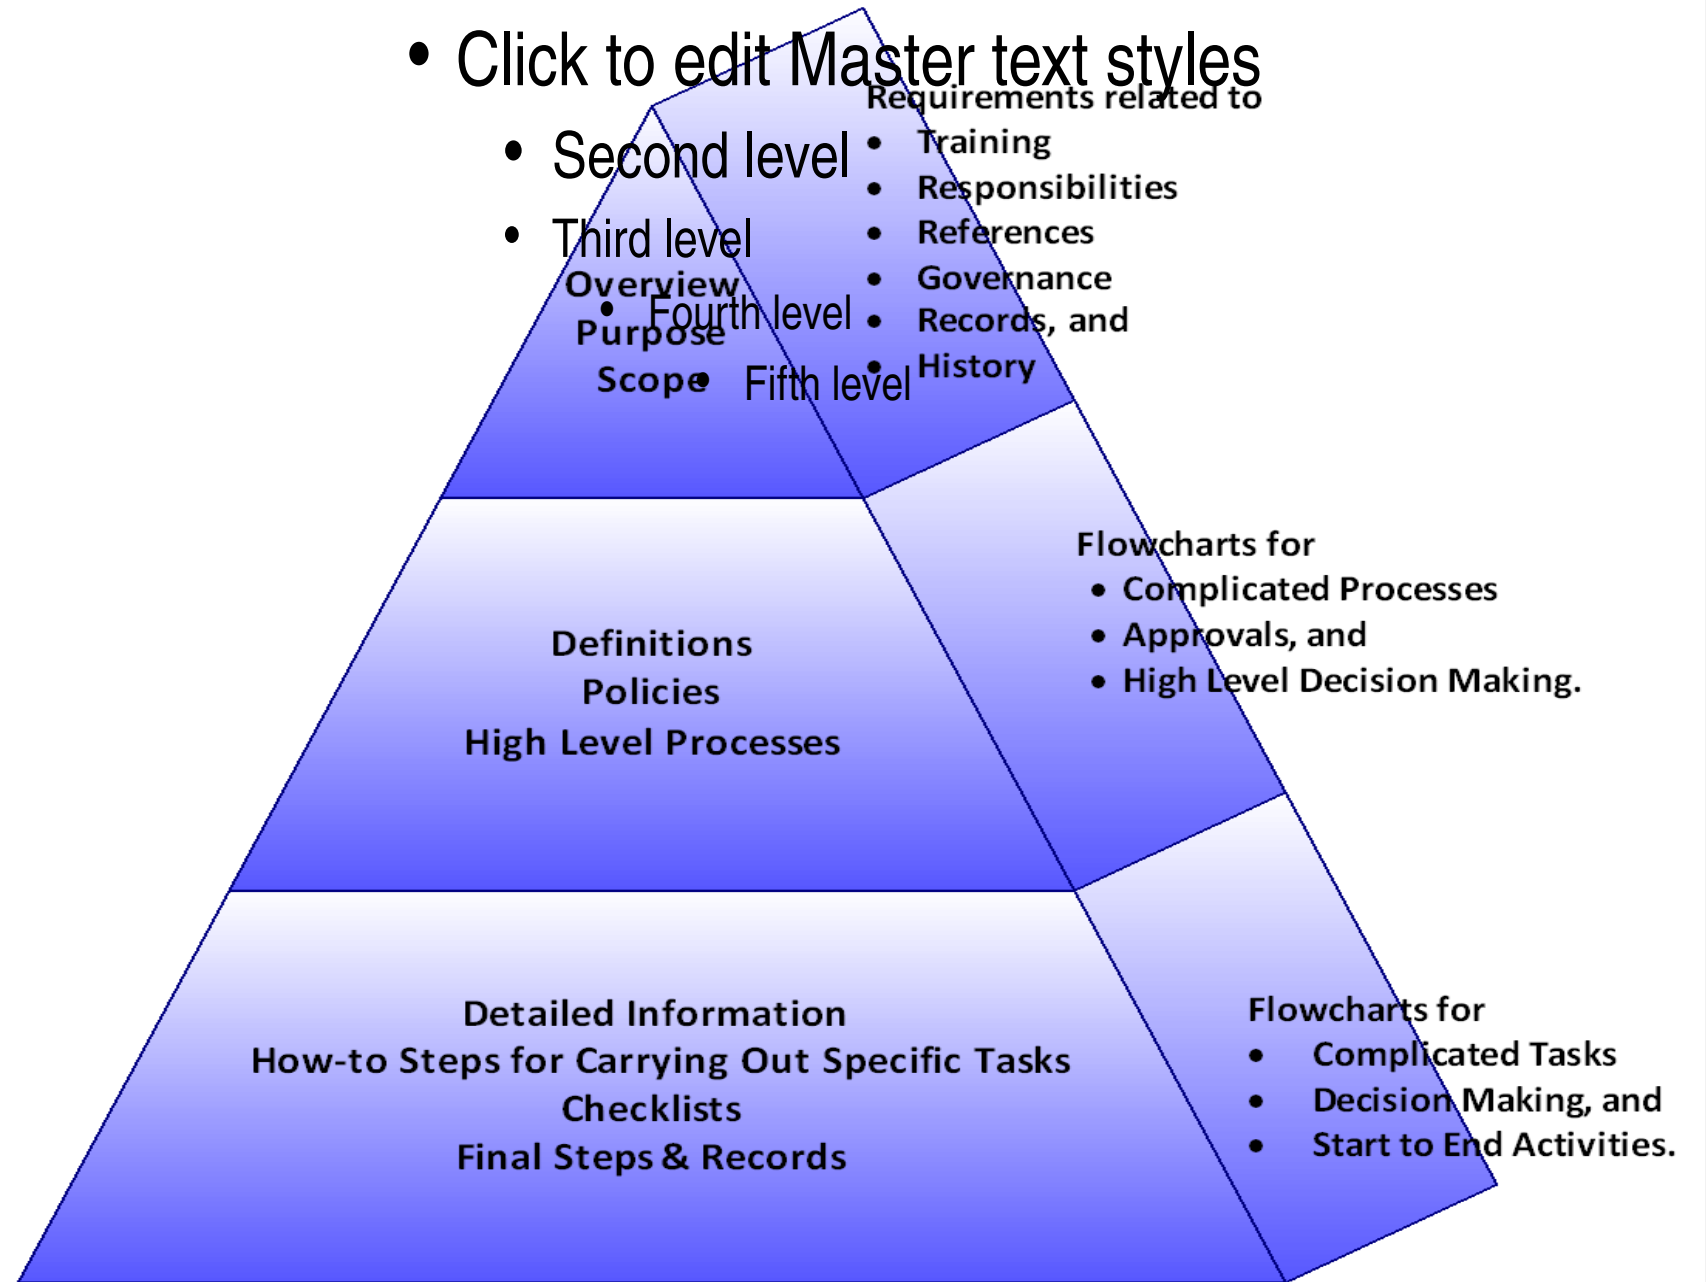 • Click to edit Master text styles
• Second level
• Third level
• Fourth level
• Fifth level
Requirements related to
• Training
• Responsibilities
• References
• Governance
• Records, and
• History
Overview
Purpose
Scope
Flowcharts for
• Complicated Processes
• Approvals, and
• High Level Decision Making.
Definitions
Policies
High Level Processes
Flowcharts for
• Complicated Tasks
• Decision Making, and
• Start to End Activities.
Detailed Information
How-to Steps for Carrying Out Specific Tasks
Checklists
Final Steps & Records